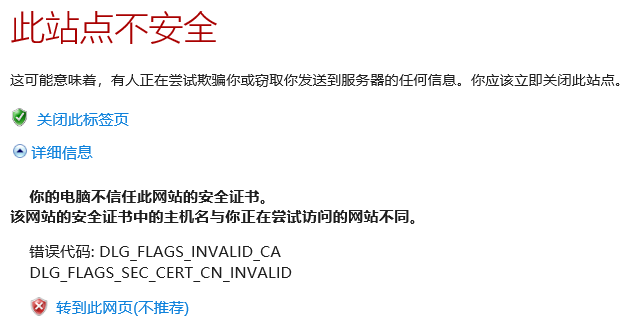 此站点不安全
这可能意味着，有人正在尝试欺骗你或窃取你发送到服务器的任何信息。你应该立即关闭此站点。
关闭此标签页
详细信息
你的电脑不信任此网站的安全证书。
该网站的安全证书中的主机名与你正在尝试访问的网站不同。
错误代码: DLG_FLAGS_INVALID_CA
DLG_FLAGS_SEC_CERT_CN_INVALID
转到此网页(不推荐)